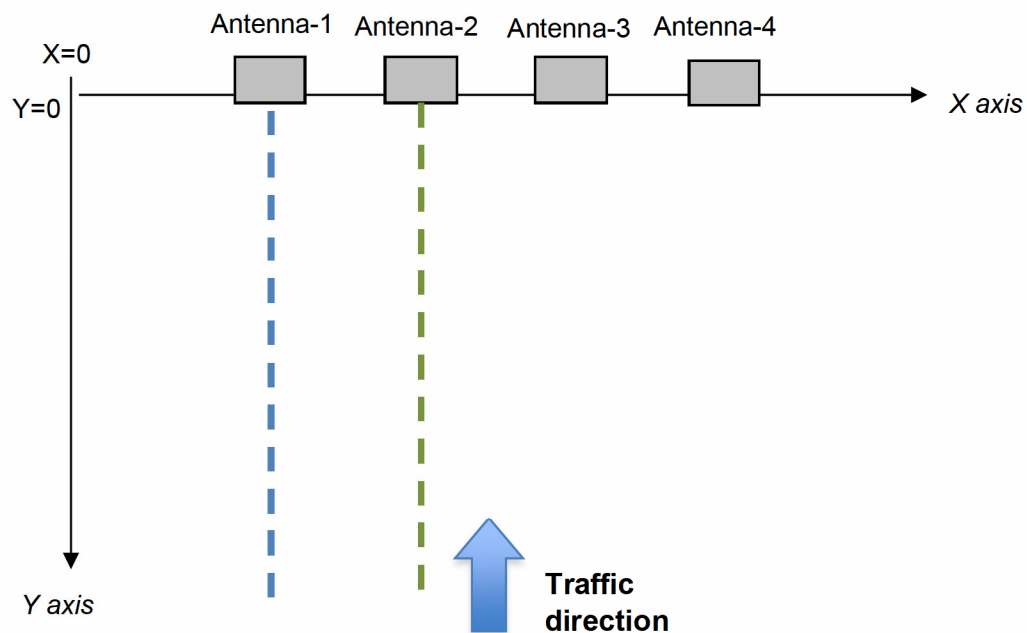 Antenna-1
Antenna-2
Antenna-3
Antenna-4
X=0
Y=0
X axis
Y axis
Traffic
direction